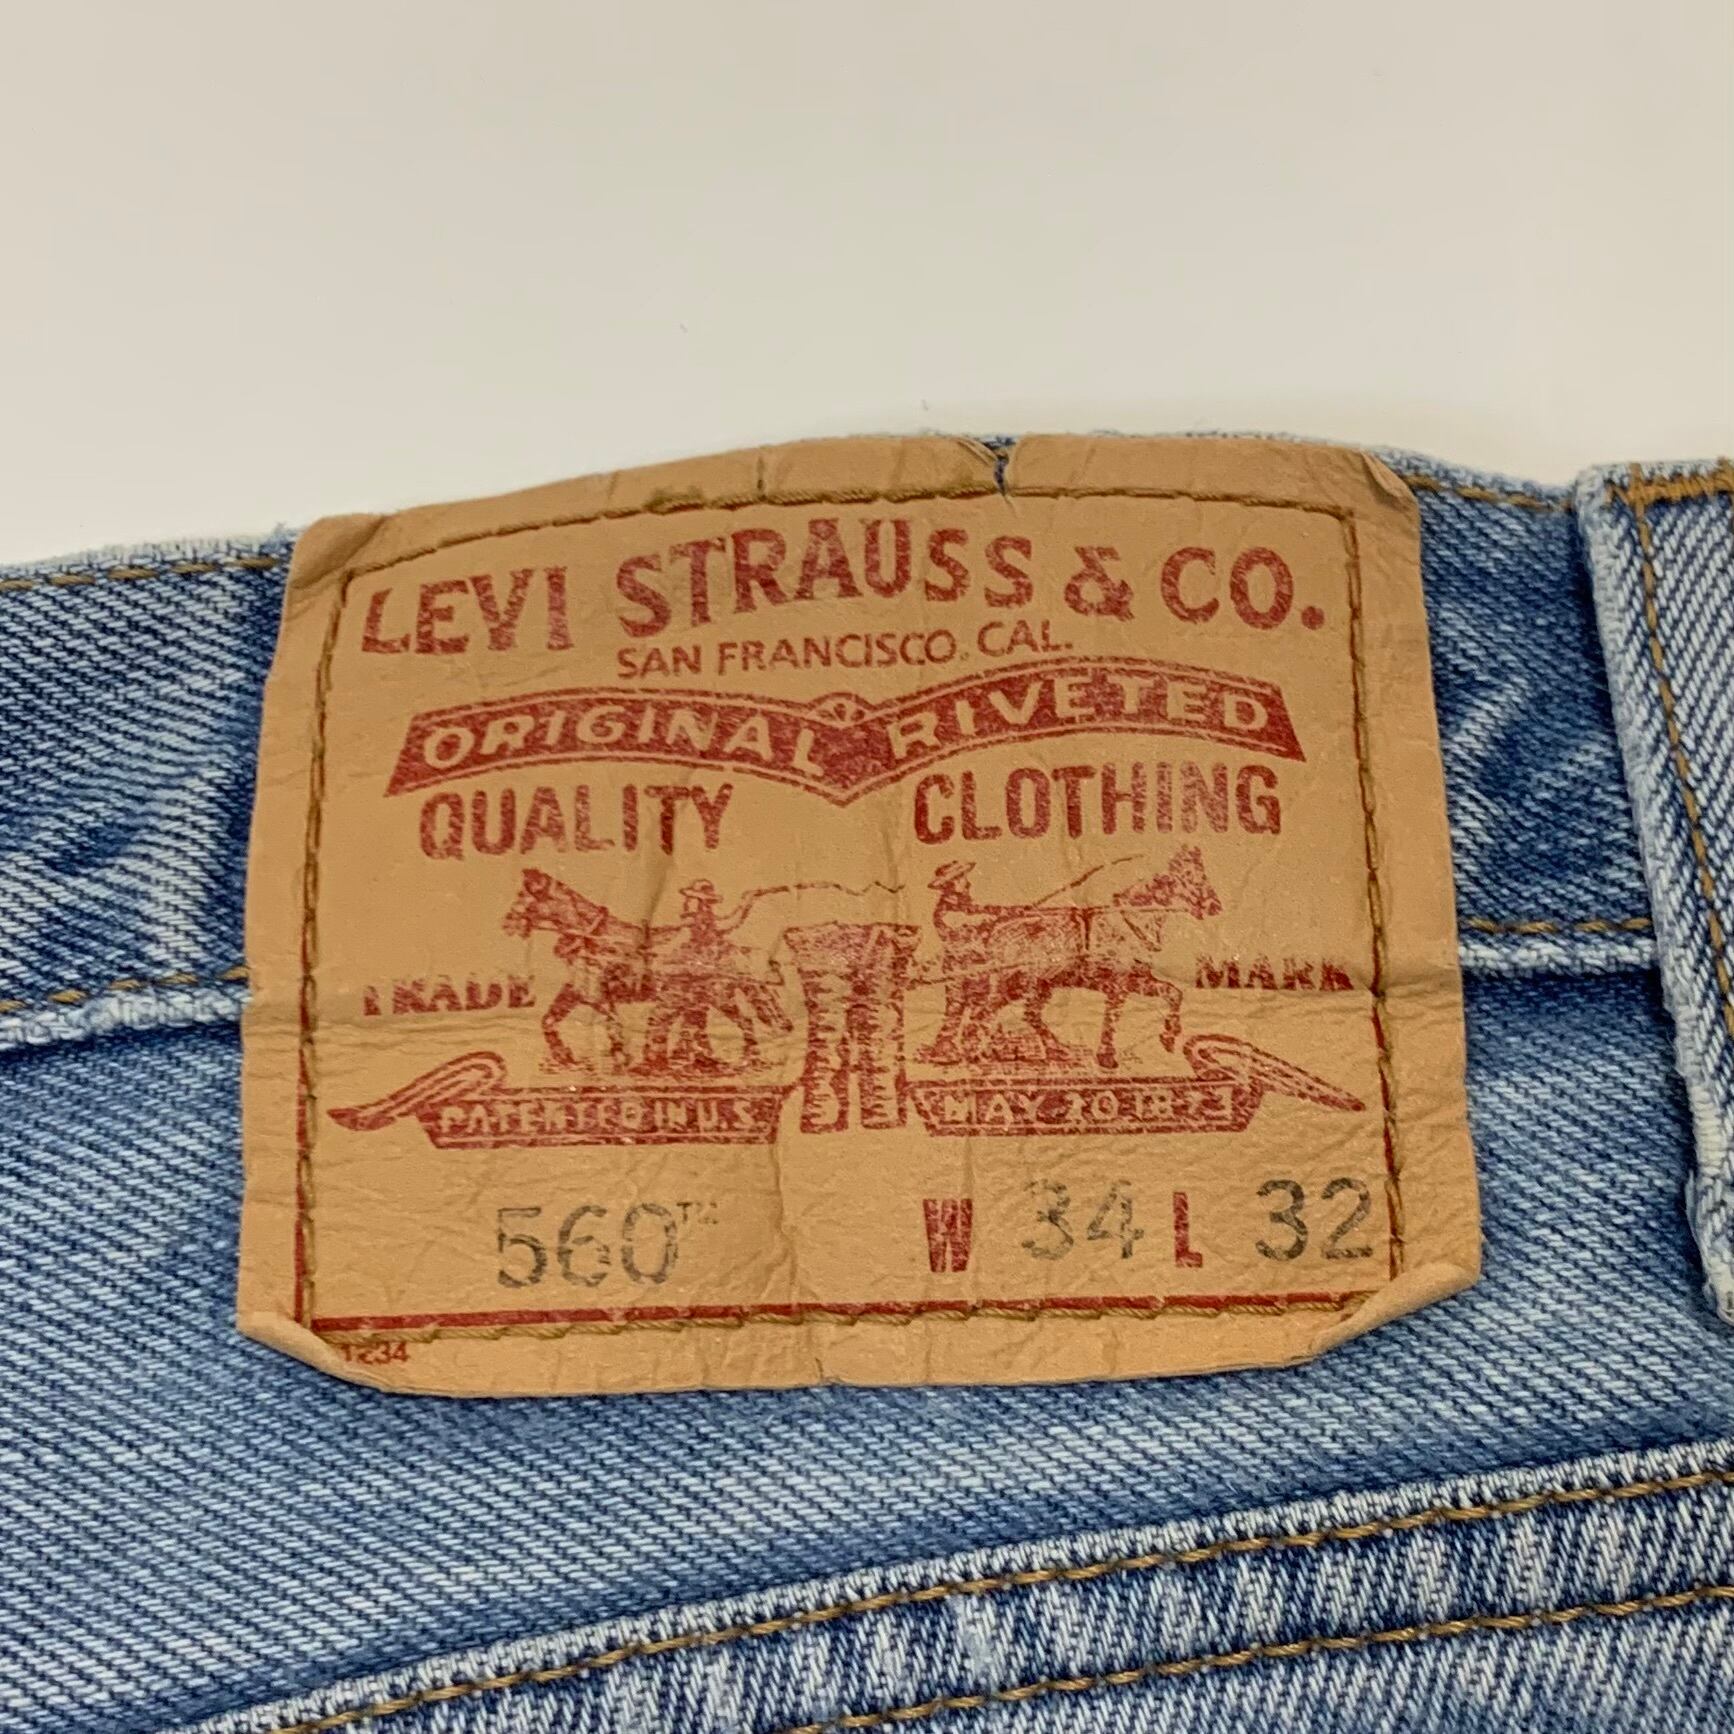 LEVI STRAUSS & CO.
SAN FRANCISCO, CAL.
ORIGINAL RIVETED
QUALITY CLOTHING
TRADE MARK
PATENTED IN U.S. MAY 20 1873
560™ W 34 L 32
1234